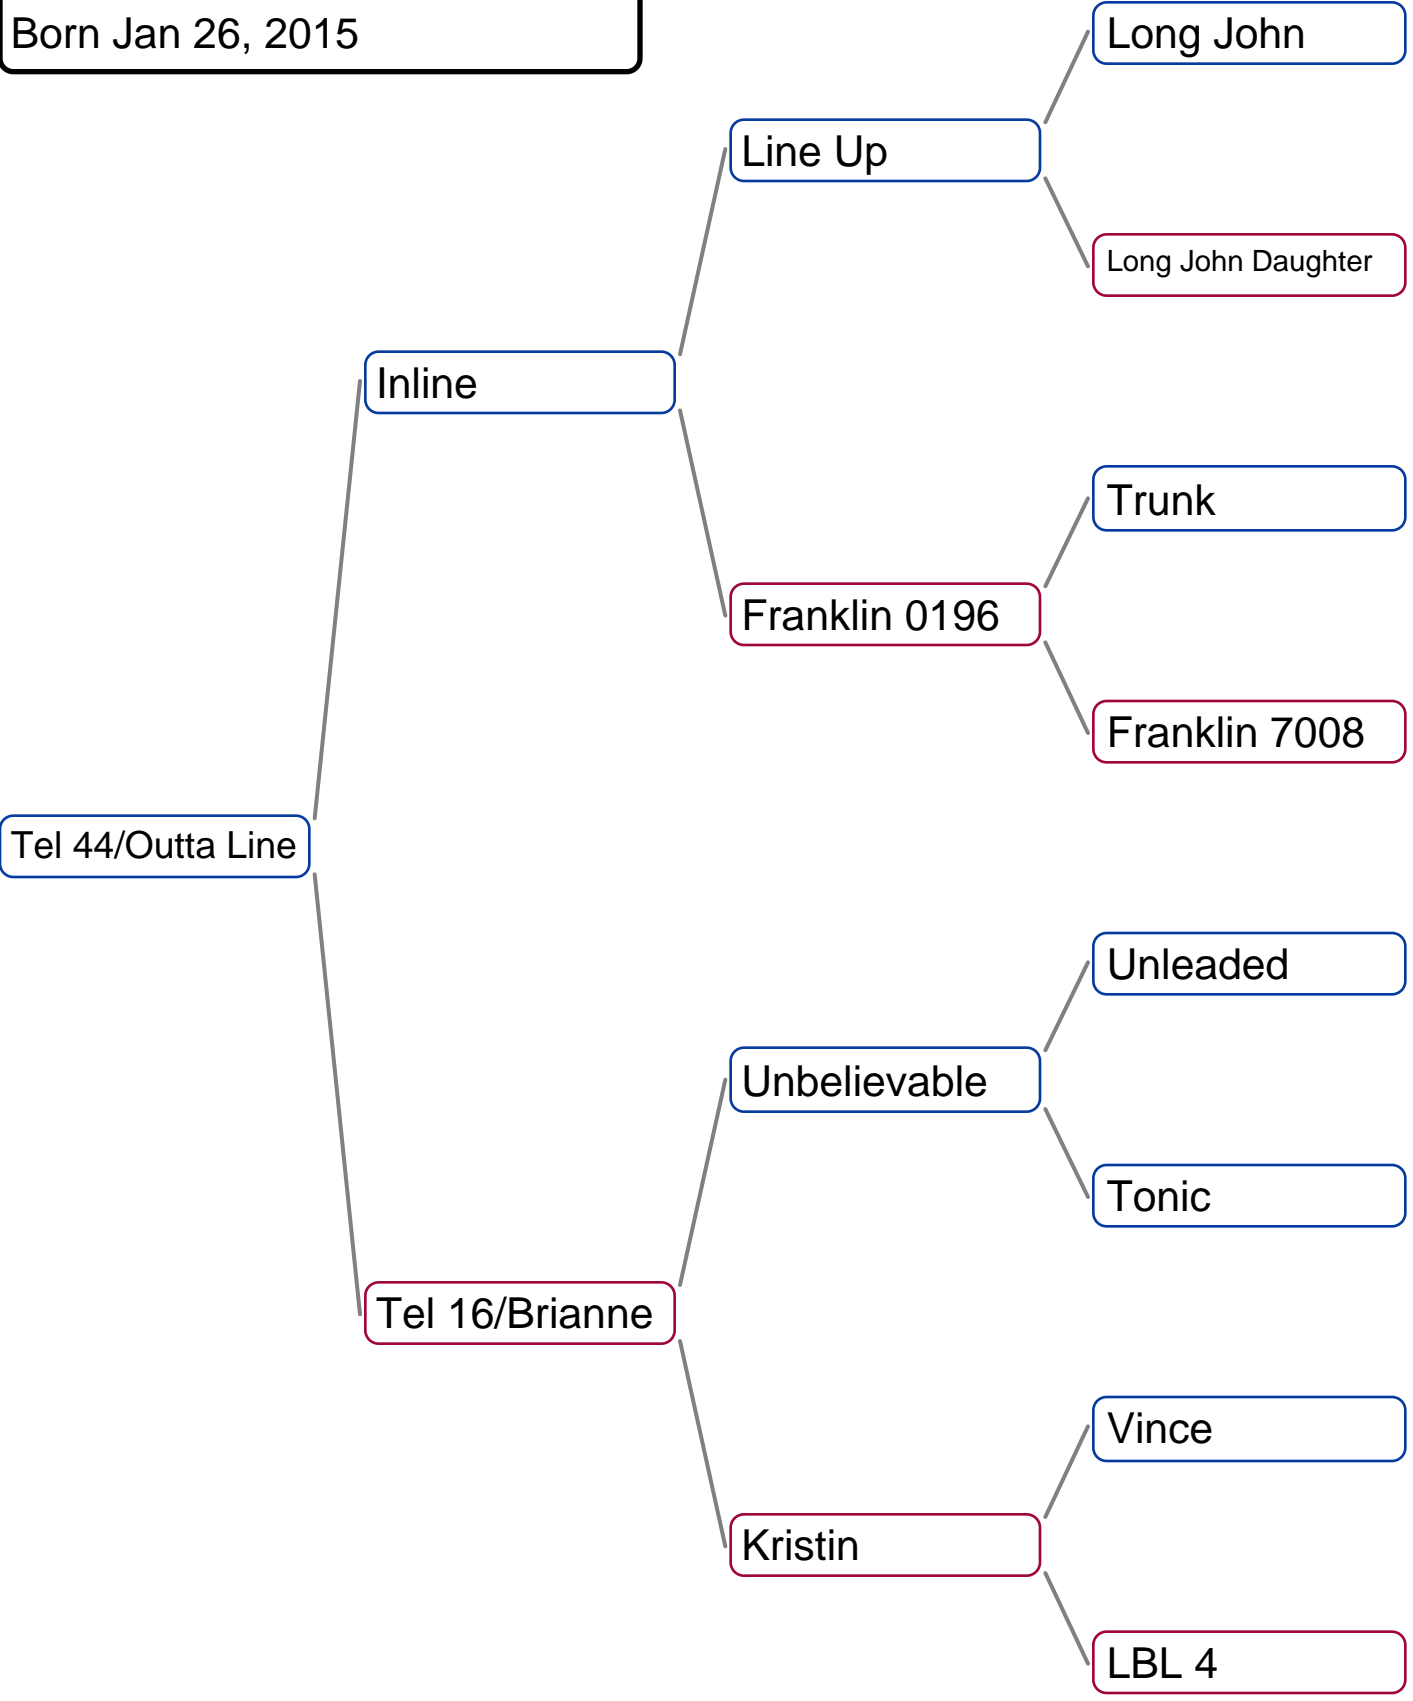 Born Jan 26, 2015
Long John
Line Up
Long John Daughter
Inline
Trunk
Franklin 0196
Franklin 7008
Tel 44/Outta Line
Unleaded
Unbelievable
Tonic
Tel 16/Brianne
Vince
Kristin
LBL 4